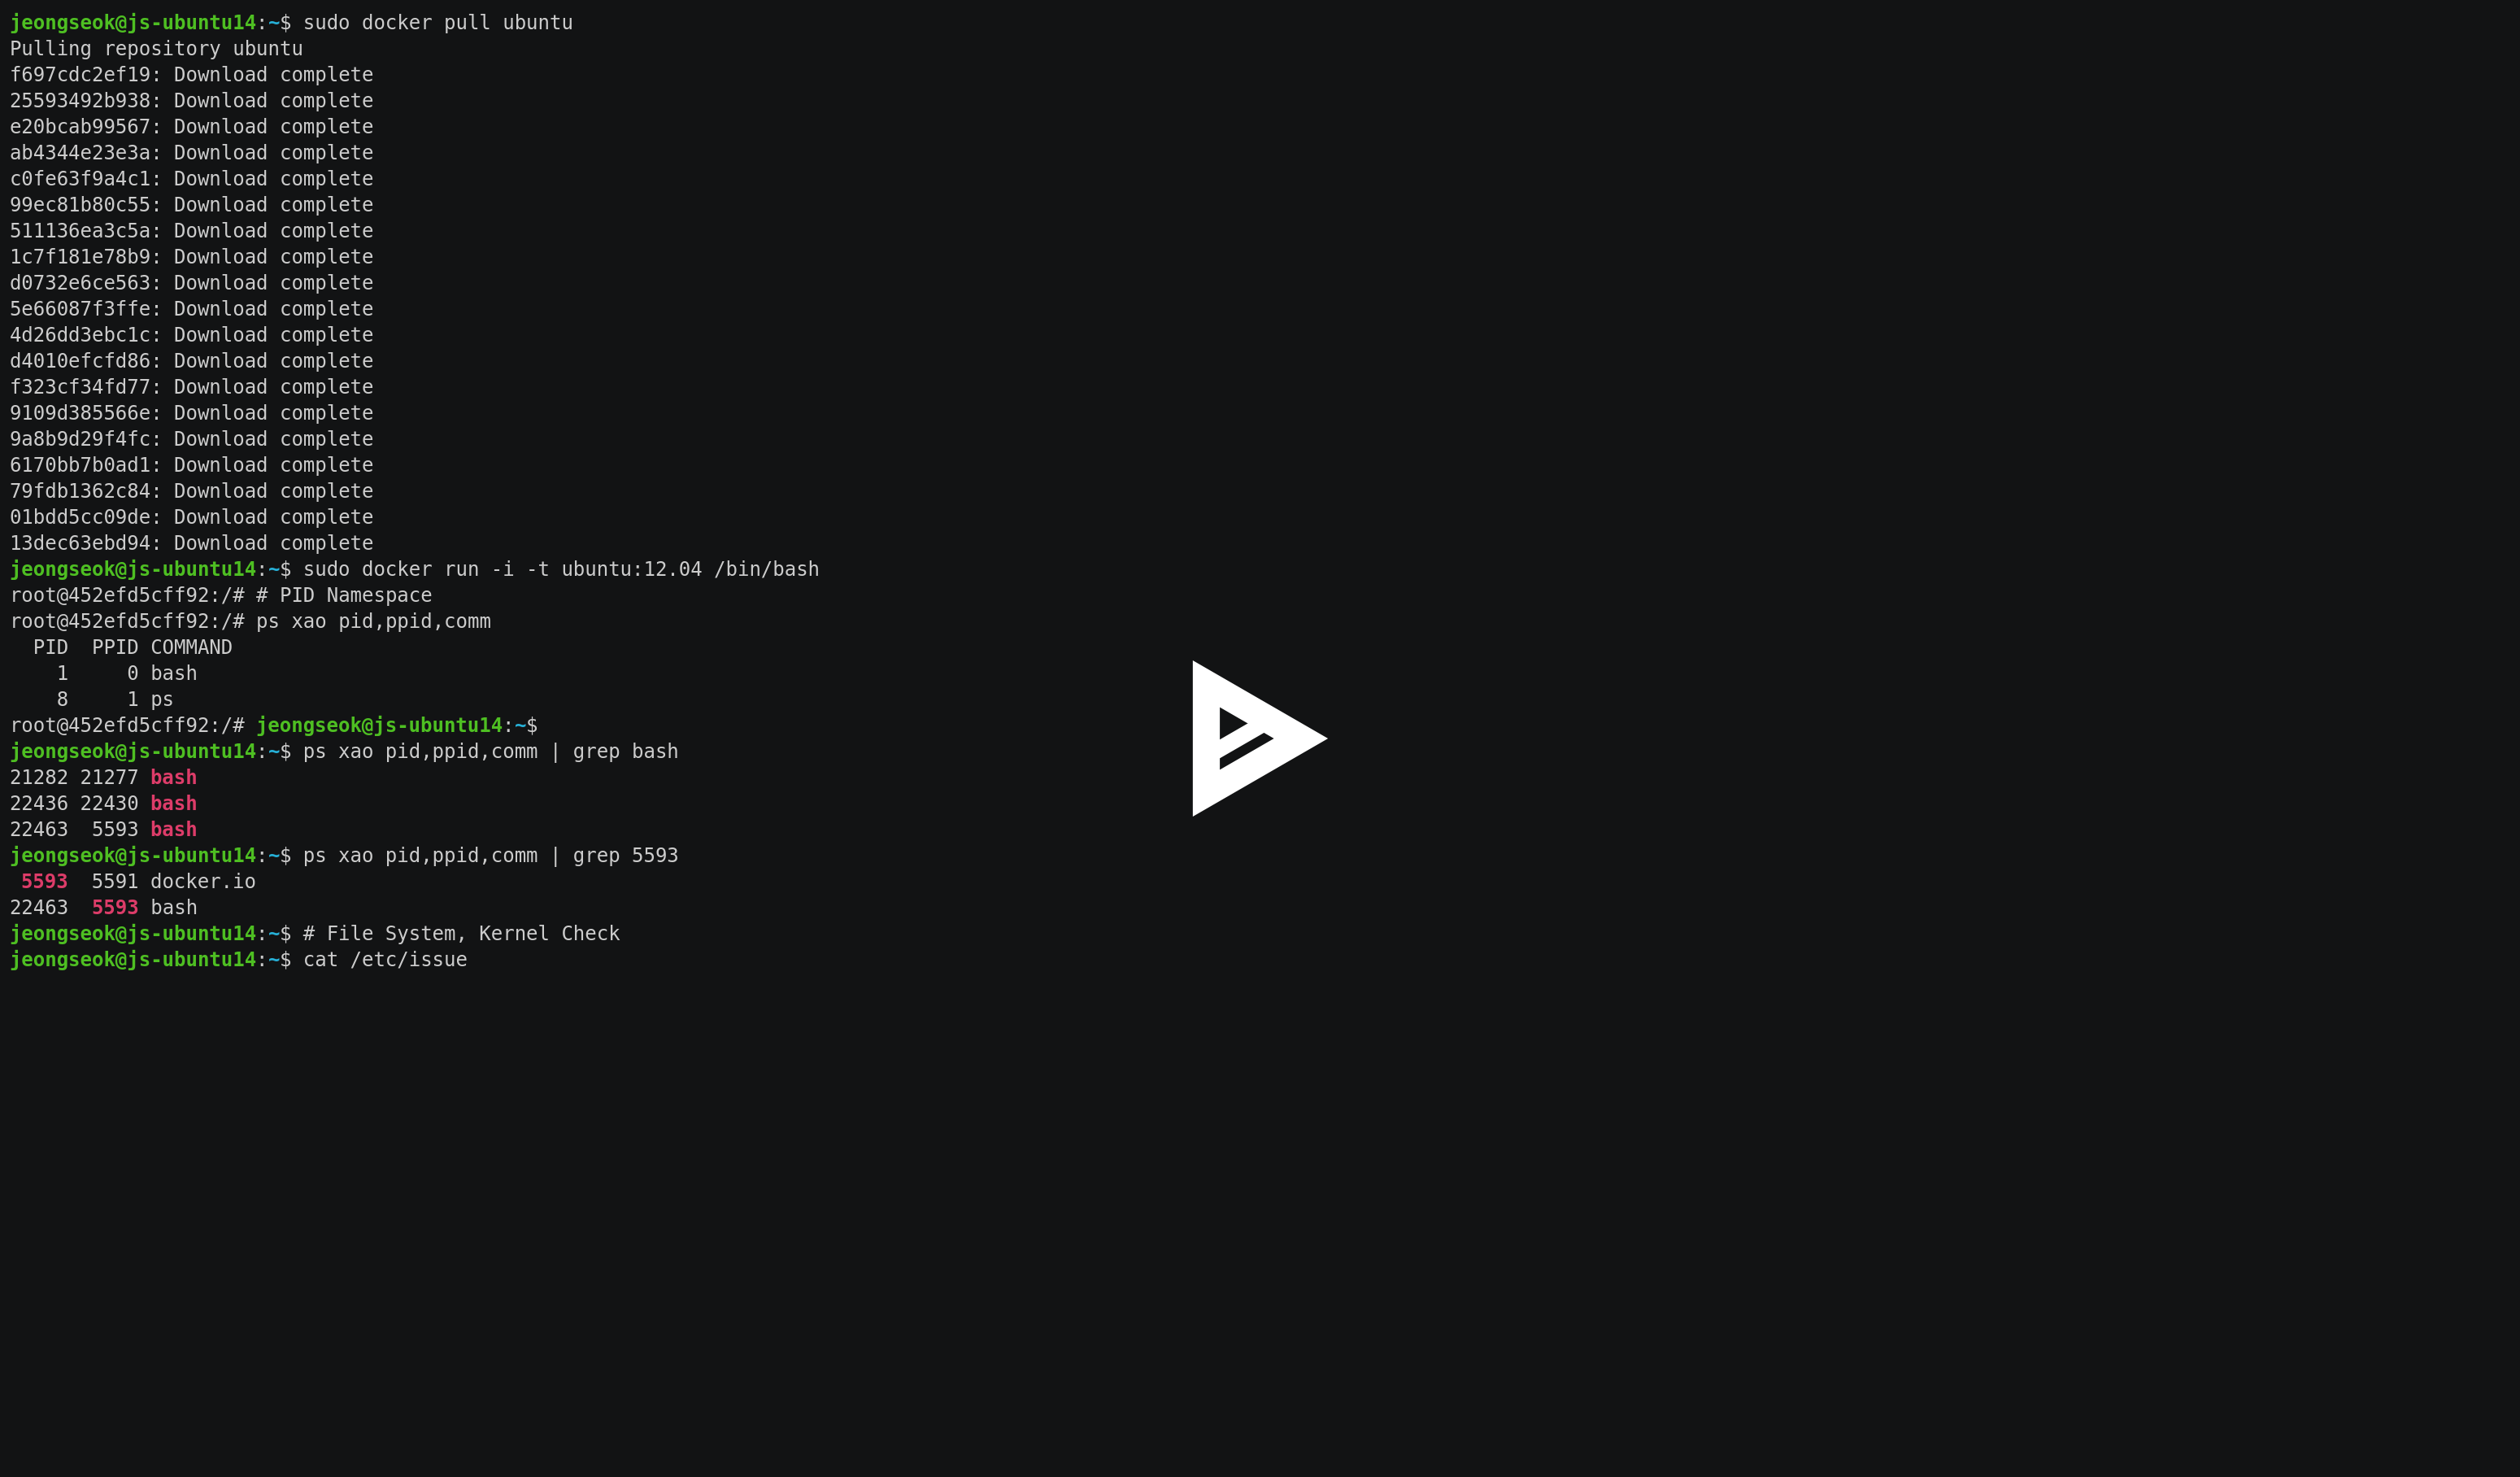 jeongseok@js-ubuntu14:~$ sudo docker pull ubuntu
Pulling repository ubuntu
f697cdc2ef19: Download complete
25593492b938: Download complete
e20bcab99567: Download complete
ab4344e23e3a: Download complete
c0fe63f9a4c1: Download complete
99ec81b80c55: Download complete
511136ea3c5a: Download complete
1c7f181e78b9: Download complete
d0732e6ce563: Download complete
5e66087f3ffe: Download complete
4d26dd3ebc1c: Download complete
d4010efcfd86: Download complete
f323cf34fd77: Download complete
9109d385566e: Download complete
9a8b9d29f4fc: Download complete
6170bb7b0ad1: Download complete
79fdb1362c84: Download complete
01bdd5cc09de: Download complete
13dec63ebd94: Download complete
jeongseok@js-ubuntu14:~$ sudo docker run -i -t ubuntu:12.04 /bin/bash
root@452efd5cff92:/# # PID Namespace
root@452efd5cff92:/# ps xao pid,ppid,comm
  PID  PPID COMMAND
    1     0 bash
    8     1 ps
root@452efd5cff92:/# jeongseok@js-ubuntu14:~$
jeongseok@js-ubuntu14:~$ ps xao pid,ppid,comm | grep bash
21282 21277 bash
22436 22430 bash
22463  5593 bash
jeongseok@js-ubuntu14:~$ ps xao pid,ppid,comm | grep 5593
 5593  5591 docker.io
22463  5593 bash
jeongseok@js-ubuntu14:~$ # File System, Kernel Check
jeongseok@js-ubuntu14:~$ cat /etc/issue